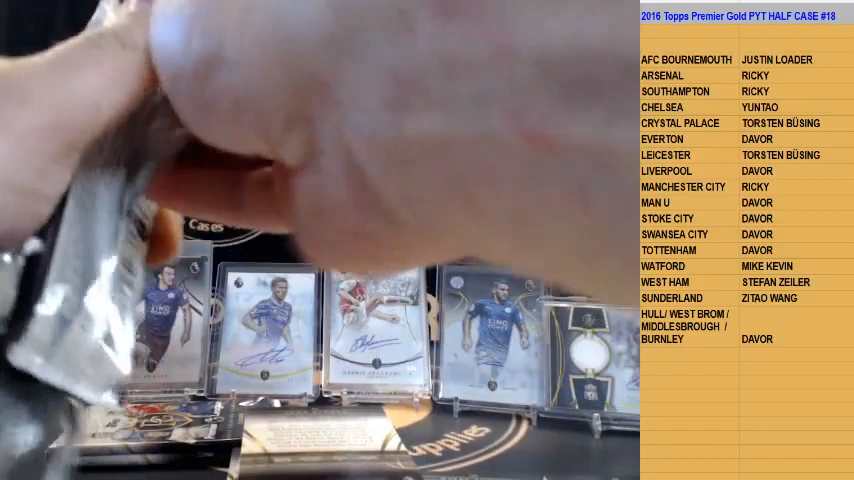 2016 Topps Premier Gold PYT HALF CASE #18
AFC BOURNEMOUTH JUSTIN LOADER
ARSENAL RICKY
SOUTHAMPTON RICKY
CHELSEA YUNTAO
CRYSTAL PALACE TORSTEN BÜSING
EVERTON DAVOR
LEICESTER TORSTEN BÜSING
LIVERPOOL DAVOR
MANCHESTER CITY RICKY
MAN U DAVOR
STOKE CITY DAVOR
SWANSEA CITY DAVOR
TOTTENHAM DAVOR
WATFORD MIKE KEVIN
WEST HAM STEFAN ZEILER
SUNDERLAND ZITAO WANG
HULL/ WEST BROM /
MIDDLESBROUGH /
BURNLEY DAVOR
Cases
KING
upplies